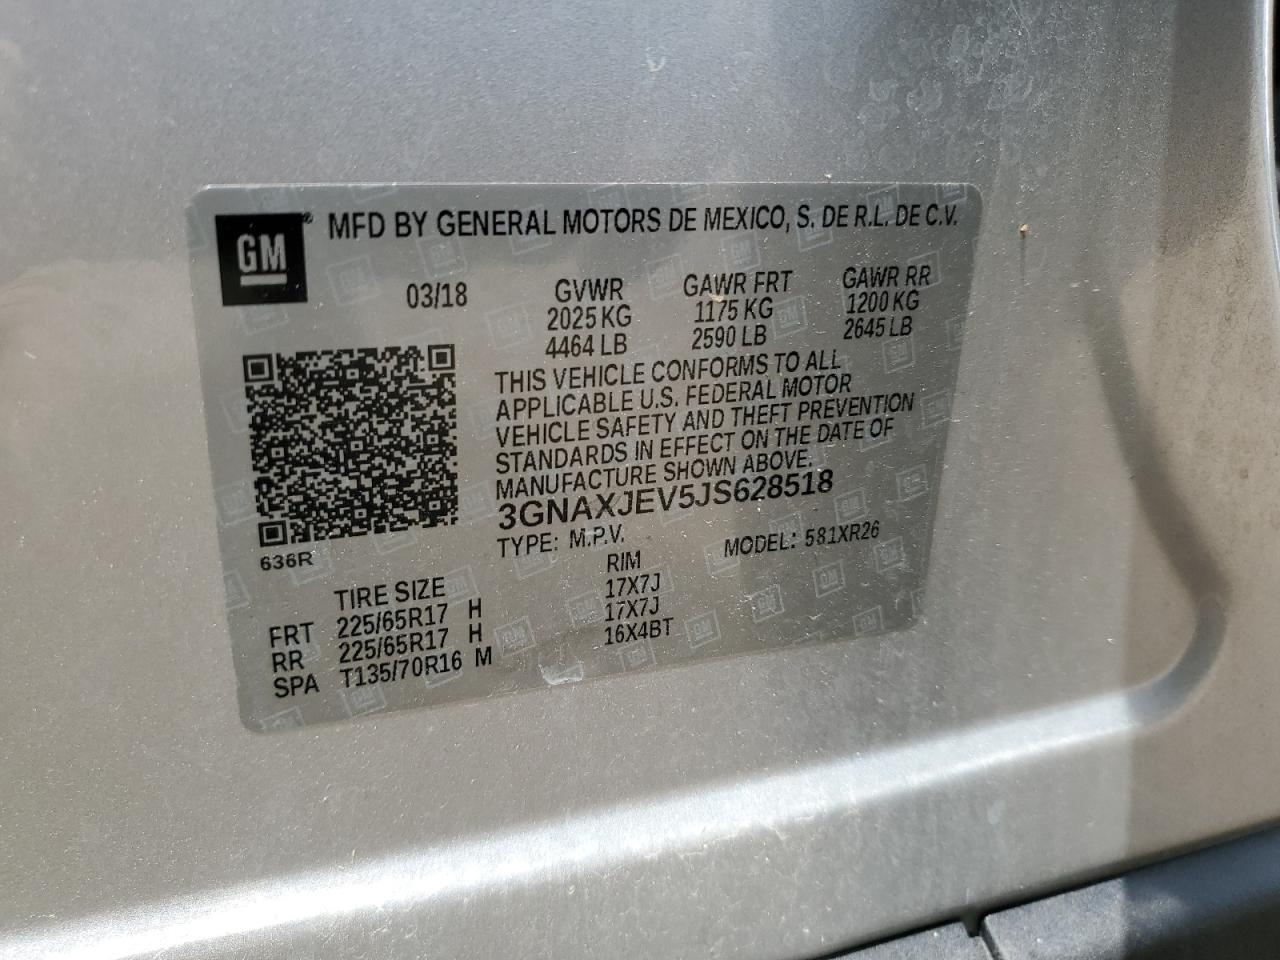 GM® MFD BY GENERAL MOTORS DE MEXICO, S. DE R.L. DE C.V.
03/18 GVWR GAWR FRT GAWR RR
2025 KG 1175 KG 1200 KG
4464 LB 2590 LB 2645 LB
THIS VEHICLE CONFORMS TO ALL
APPLICABLE U.S. FEDERAL MOTOR
VEHICLE SAFETY AND THEFT PREVENTION
STANDARDS IN EFFECT ON THE DATE OF
MANUFACTURE SHOWN ABOVE.
3GNAXJEV5JS628518
TYPE: M.P.V. MODEL: 581XR26
636R
TIRE SIZE RIM
FRT 225/65R17 H 17X7J
RR 225/65R17 H 17X7J
SPA T135/70R16 M 16X4BT